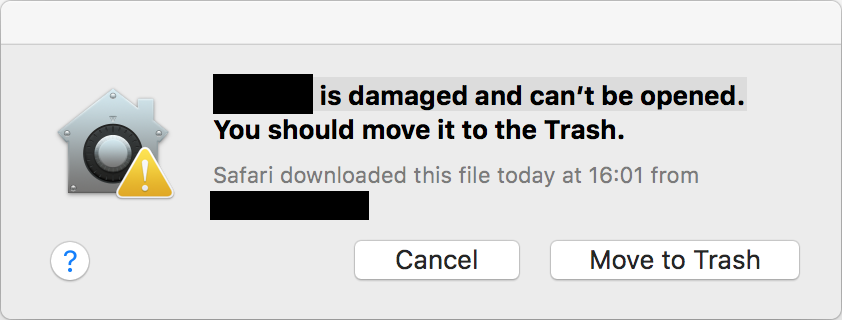 is damaged and can’t be opened.
You should move it to the Trash.
Safari downloaded this file today at 16:01 from
?
Cancel
Move to Trash